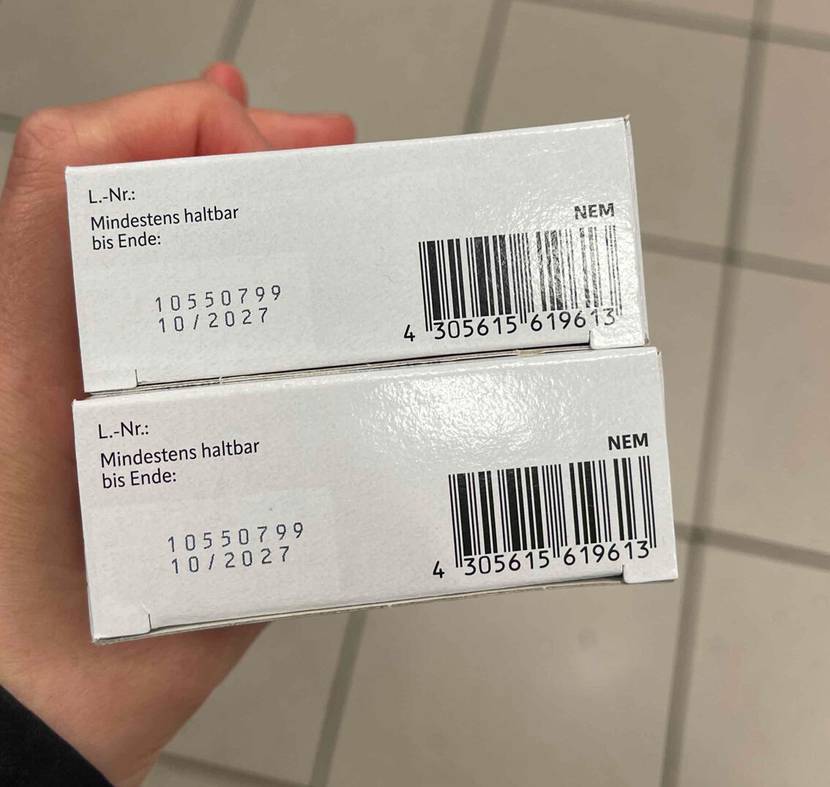 L.-Nr.:
Mindestens haltbar
bis Ende:
10550799
10/2027
NEM
4 305615 619613
L.-Nr.:
Mindestens haltbar
bis Ende:
10550799
10/2027
NEM
4 305615 619613